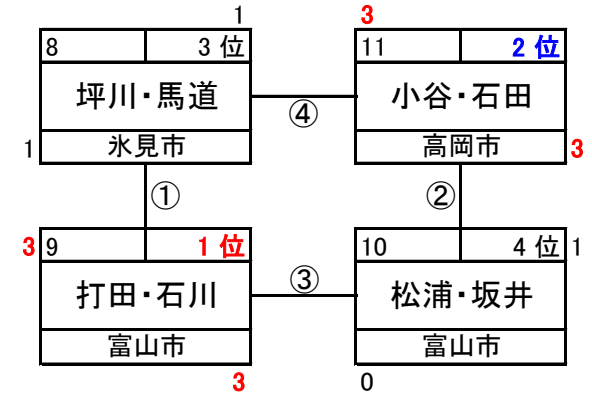 1 3
8 3 位 11 2 位
坪川・馬道 ④ 小谷・石田
1 氷見市 高岡市 3
① ②
3 9 1 位 10 4 位 1
打田・石川 ③ 松浦・坂井
富山市 富山市
3 0